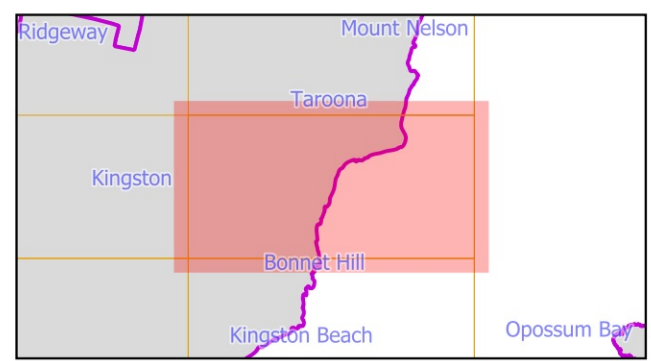 Ridgeway
Mount Nelson
Taroona
Kingston
Bonnet Hill
Kingston Beach
Opossum Bay